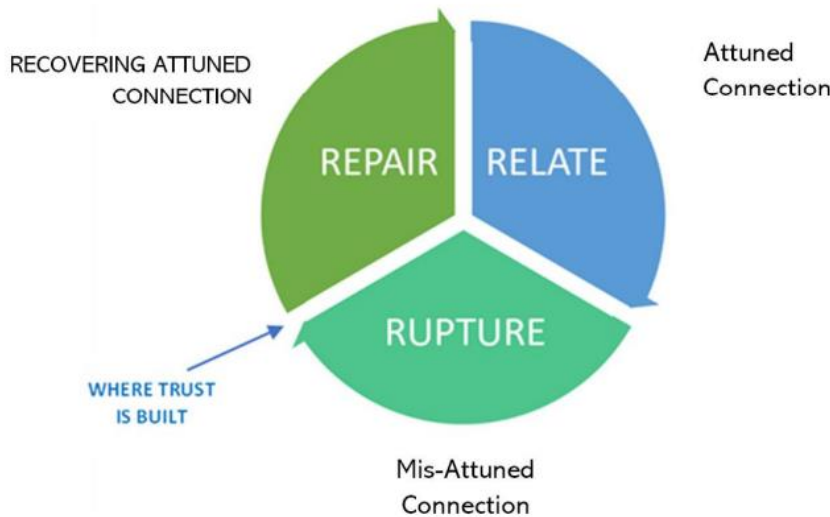 RECOVERING ATTUNED
CONNECTION
Attuned
Connection
REPAIR
RELATE
RUPTURE
WHERE TRUST
IS BUILT
Mis-Attuned
Connection